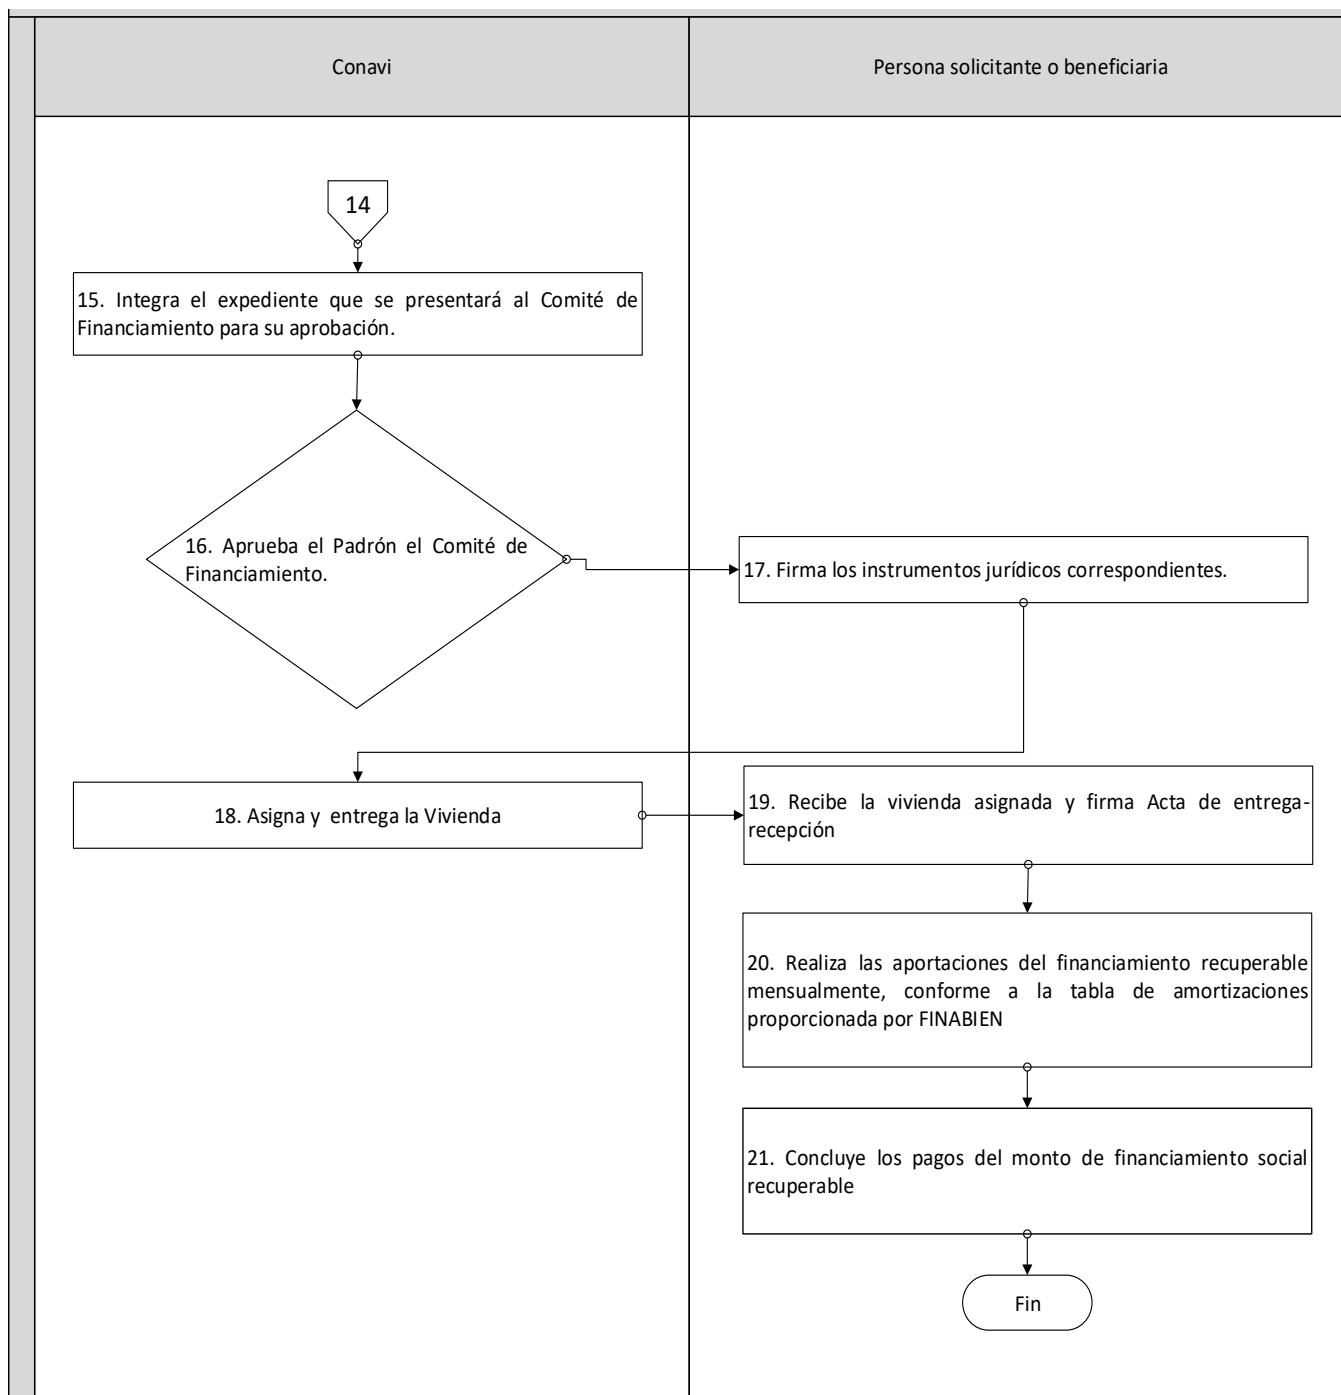 Conavi
Persona solicitante o beneficiaria
14
15. Integra el expediente que se presentará al Comité de
Financiamiento para su aprobación.
16. Aprueba el Padrón el Comité de
Financiamiento.
17. Firma los instrumentos jurídicos correspondientes.
18. Asigna y entrega la Vivienda
19. Recibe la vivienda asignada y firma Acta de entrega-
recepción
20. Realiza las aportaciones del financiamiento recuperable
mensualmente, conforme a la tabla de amortizaciones
proporcionada por FINABIEN
21. Concluye los pagos del monto de financiamiento social
recuperable
Fin